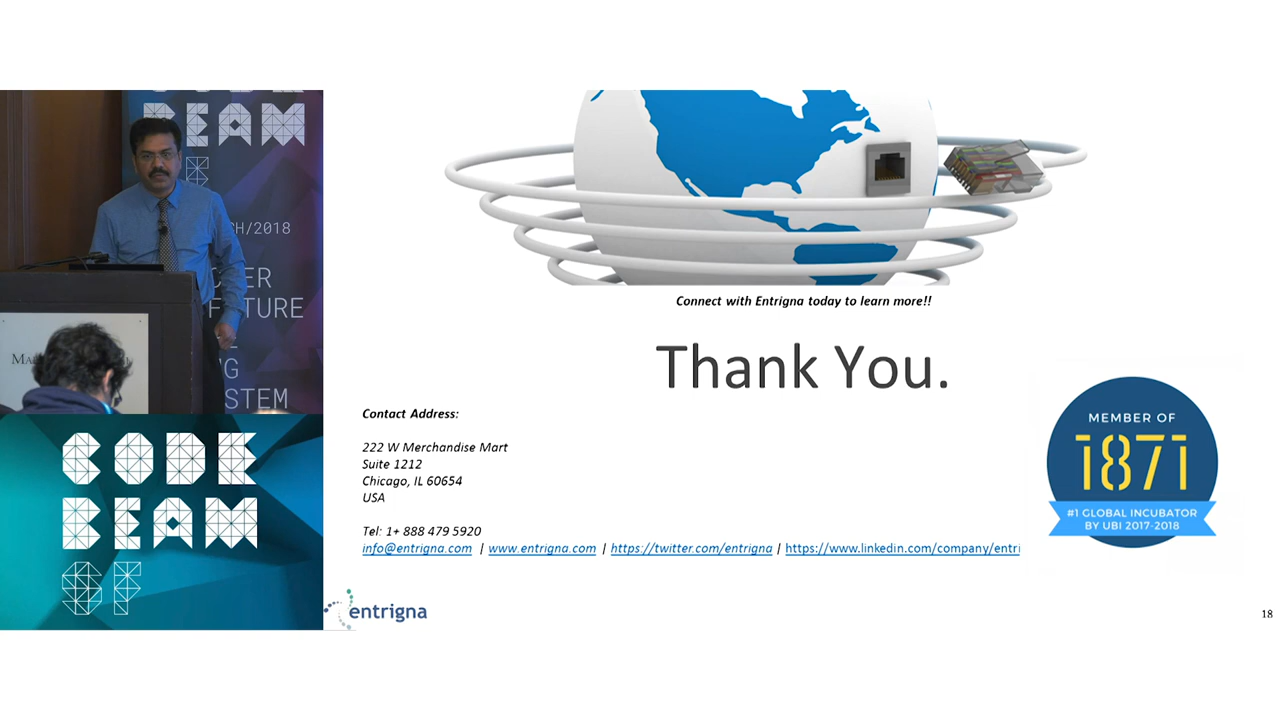 BEAM
CH/2018
STEM
CODE
BEAM
SF
Connect with Entrigna today to learn more!!
Thank You.
Contact Address:
222 W Merchandise Mart
Suite 1212
Chicago, IL 60654
USA
Tel: 1+ 888 479 5920
info@entrigna.com | www.entrigna.com | https://twitter.com/entrigna | https://www.linkedin.com/company/entri
MEMBER OF
1871
#1 GLOBAL INCUBATOR
BY UBI 2017-2018
entrigna
18